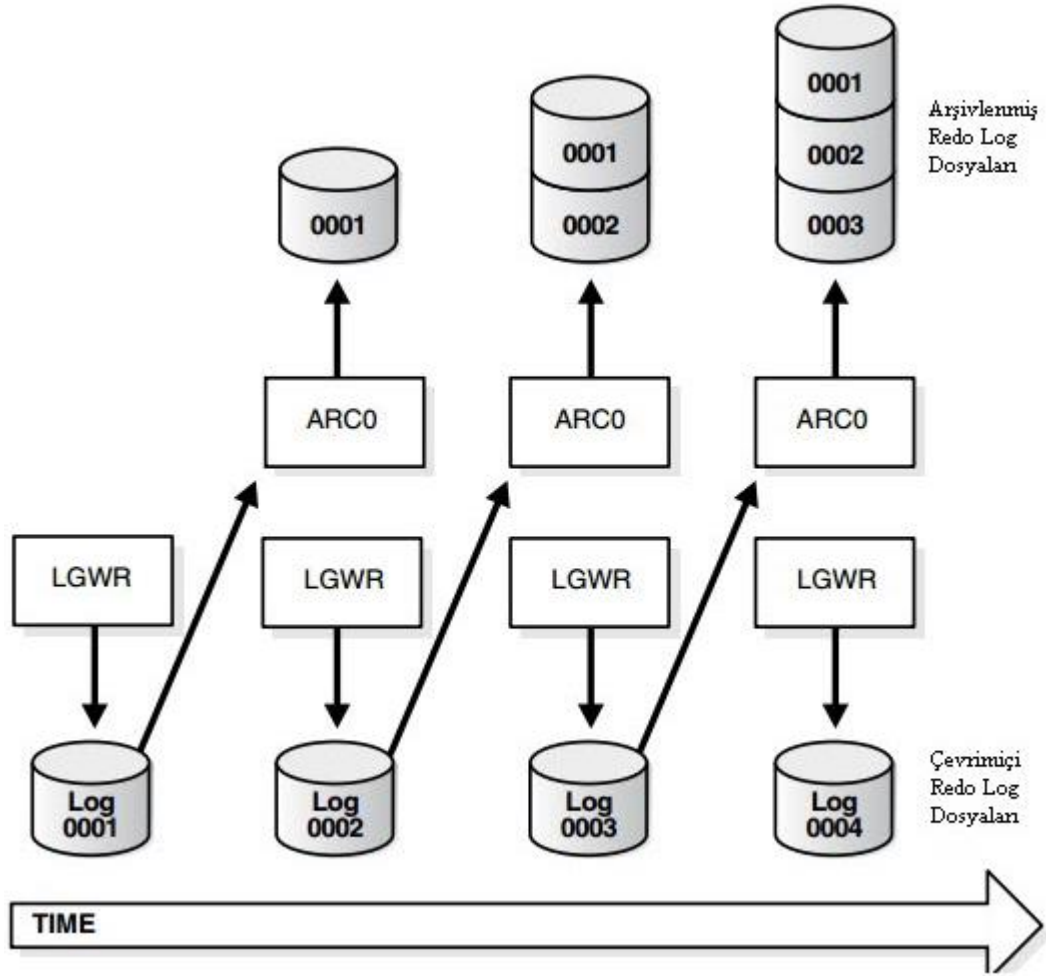 0001
Arşivlenmiş
Redo Log
Dosyaları
0001
0002
0001
0002
0003
ARC0
ARC0
ARC0
LGWR
LGWR
LGWR
LGWR
Log
0001
Log
0002
Log
0003
Log
0004
Çevrimiçi
Redo Log
Dosyaları
TIME